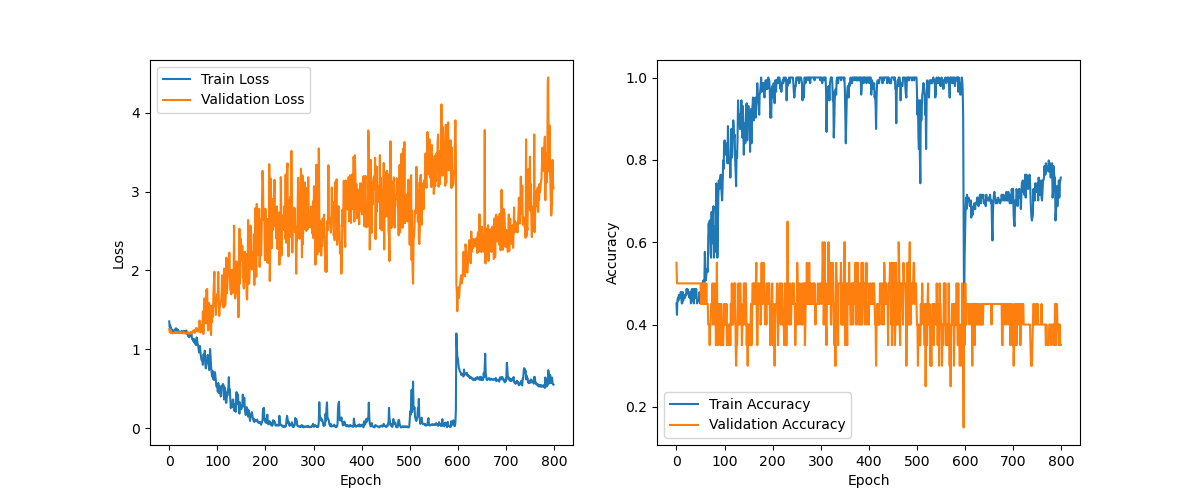 Train Loss
Validation Loss
4
3
2
1
0
Loss
0 100 200 300 400 500 600 700 800
Epoch
1.0
0.8
0.6
0.4
0.2
Accuracy
Train Accuracy
Validation Accuracy
0 100 200 300 400 500 600 700 800
Epoch